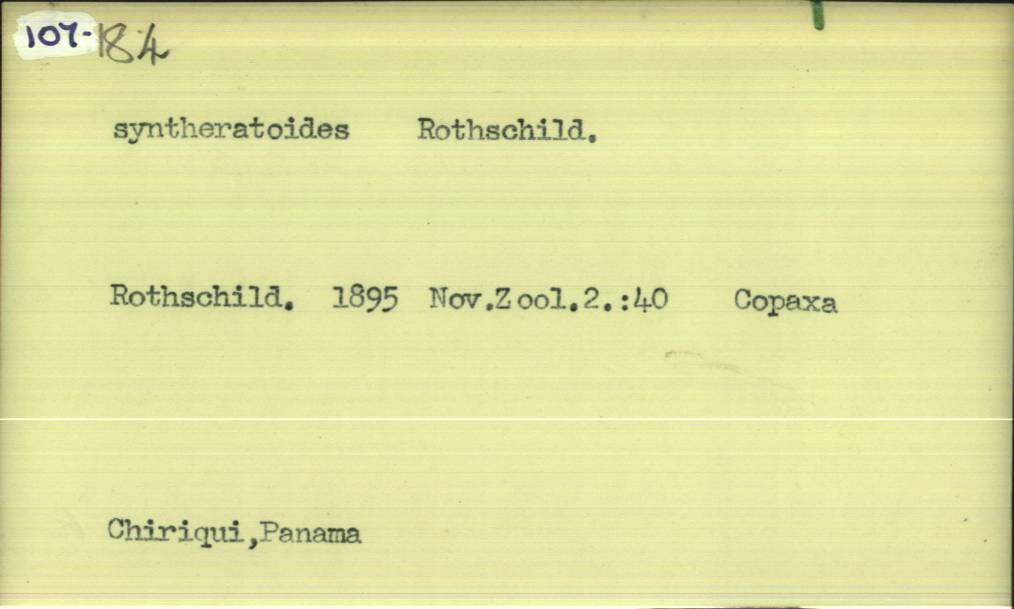 107-184
syntheratoides Rothschild.
Rothschild. 1895 Nov.Zool.2.:40 Copaxa
Chiriqui,Panama